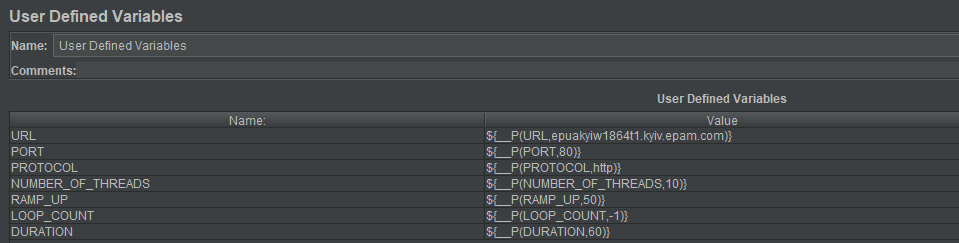 User Defined Variables
Name: User Defined Variables
Comments:
User Defined Variables
Name: Value
URL ${__P(URL,epuakyiw1864t1.kyiv.epam.com)}
PORT ${__P(PORT,80)}
PROTOCOL ${__P(PROTOCOL,http)}
NUMBER_OF_THREADS ${__P(NUMBER_OF_THREADS,10)}
RAMP_UP ${__P(RAMP_UP,50)}
LOOP_COUNT ${__P(LOOP_COUNT,-1)}
DURATION ${__P(DURATION,60)}